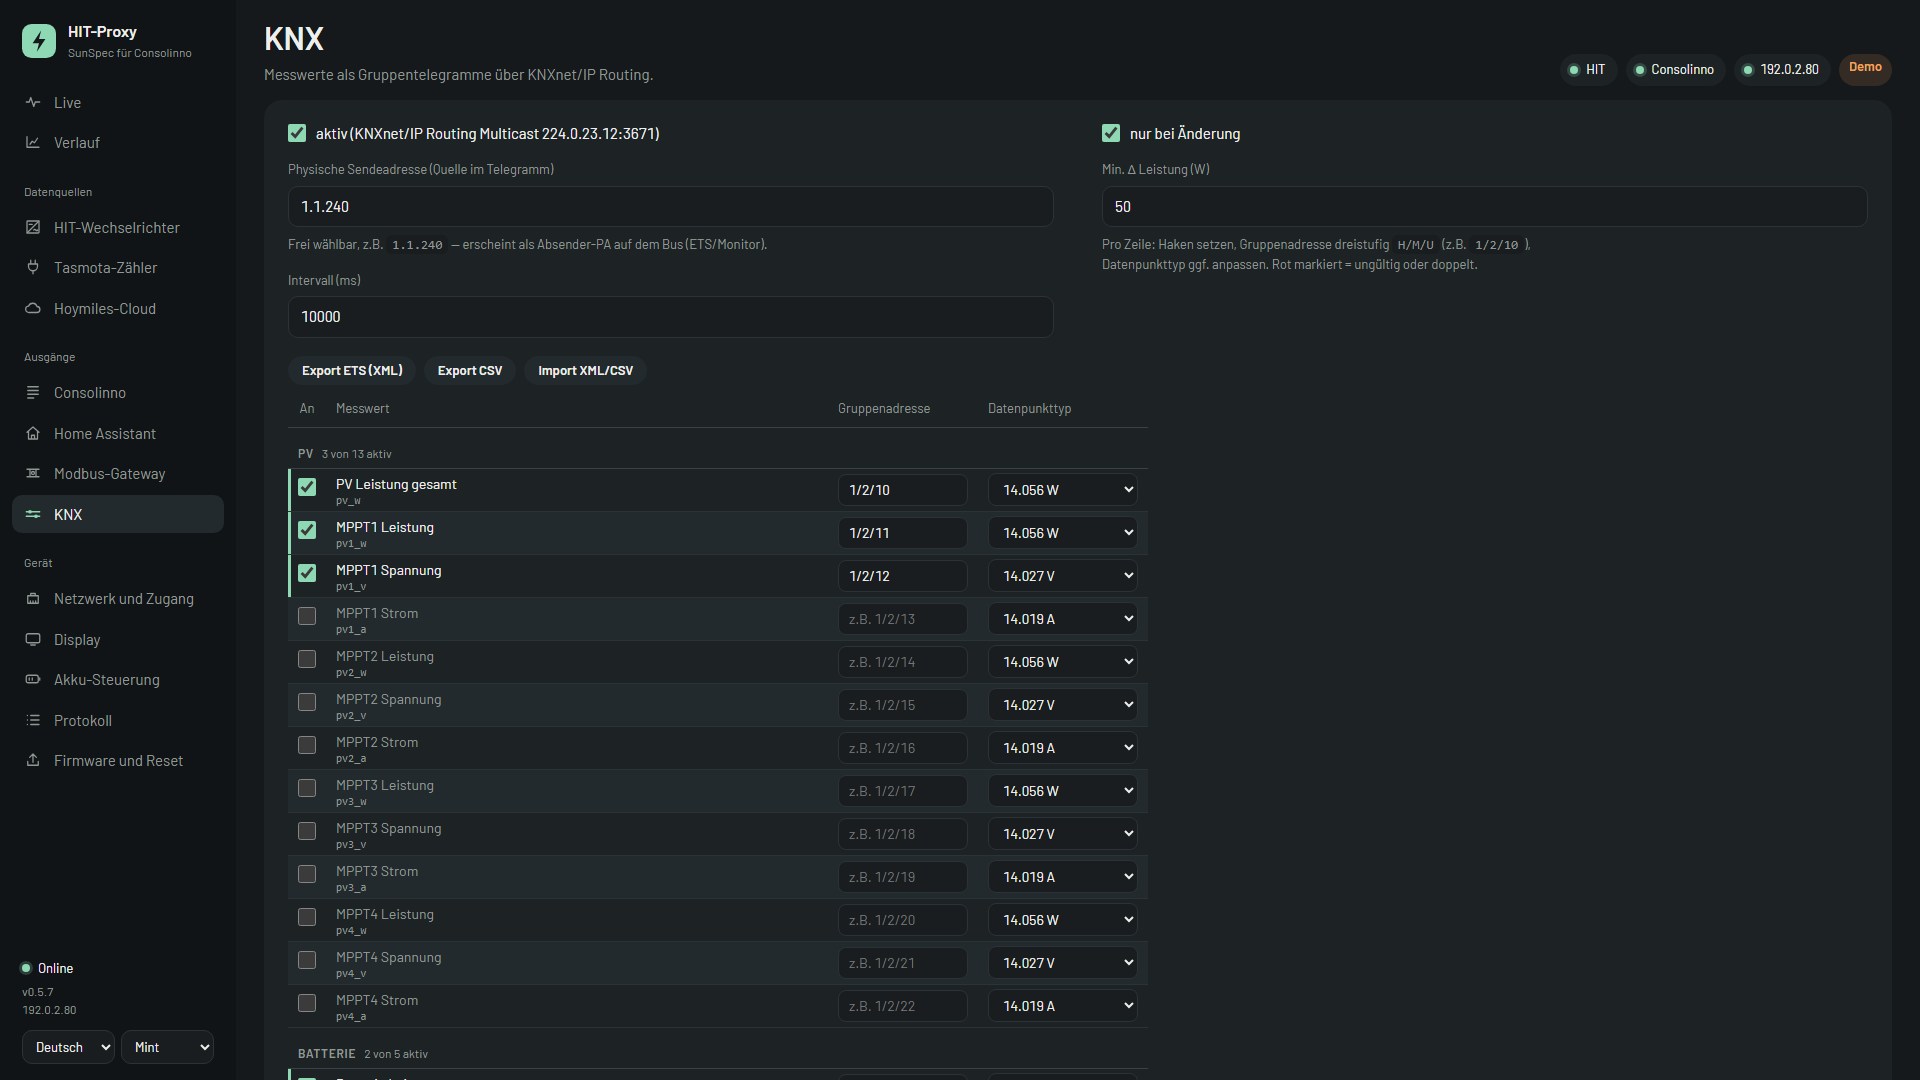 HIT-Proxy
SunSpec für Consolinno
Live
Verlauf
Datenquellen
HIT-Wechselrichter
Tasmota-Zähler
Hoymiles-Cloud
Ausgänge
Consolinno
Home Assistant
Modbus-Gateway
KNX
Gerät
Netzwerk und Zugang
Display
Akku-Steuerung
Protokoll
Firmware und Reset
Online
v0.5.7
192.0.2.80
Deutsch Mint
KNX
Messwerte als Gruppentelegramme über KNXnet/IP Routing.
HIT Consolinno 192.0.2.80 Demo
aktiv (KNXnet/IP Routing Multicast 224.0.23.12:3671)
Physische Sendeadresse (Quelle im Telegramm)
1.1.240
Frei wählbar, z.B. 1.1.240 — erscheint als Absender-PA auf dem Bus (ETS/Monitor).
Intervall (ms)
10000
nur bei Änderung
Min. Δ Leistung (W)
50
Pro Zeile: Haken setzen, Gruppenadresse dreistufig H/M/U (z.B. 1/2/10 ),
Datenpunkttyp ggf. anpassen. Rot markiert = ungültig oder doppelt.
Export ETS (XML) Export CSV Import XML/CSV
An Messwert Gruppenadresse Datenpunkttyp
PV 3 von 13 aktiv
PV Leistung gesamt 1/2/10 14.056 W
pv_w
MPPT1 Leistung 1/2/11 14.056 W
pv1_w
MPPT1 Spannung 1/2/12 14.027 V
pv1_v
MPPT1 Strom z.B. 1/2/13 14.019 A
pv1_a
MPPT2 Leistung z.B. 1/2/14 14.056 W
pv2_w
MPPT2 Spannung z.B. 1/2/15 14.027 V
pv2_v
MPPT2 Strom z.B. 1/2/16 14.019 A
pv2_a
MPPT3 Leistung z.B. 1/2/17 14.056 W
pv3_w
MPPT3 Spannung z.B. 1/2/18 14.027 V
pv3_v
MPPT3 Strom z.B. 1/2/19 14.019 A
pv3_a
MPPT4 Leistung z.B. 1/2/20 14.056 W
pv4_w
MPPT4 Spannung z.B. 1/2/21 14.027 V
pv4_v
MPPT4 Strom z.B. 1/2/22 14.019 A
pv4_a
BATTERIE 2 von 5 aktiv